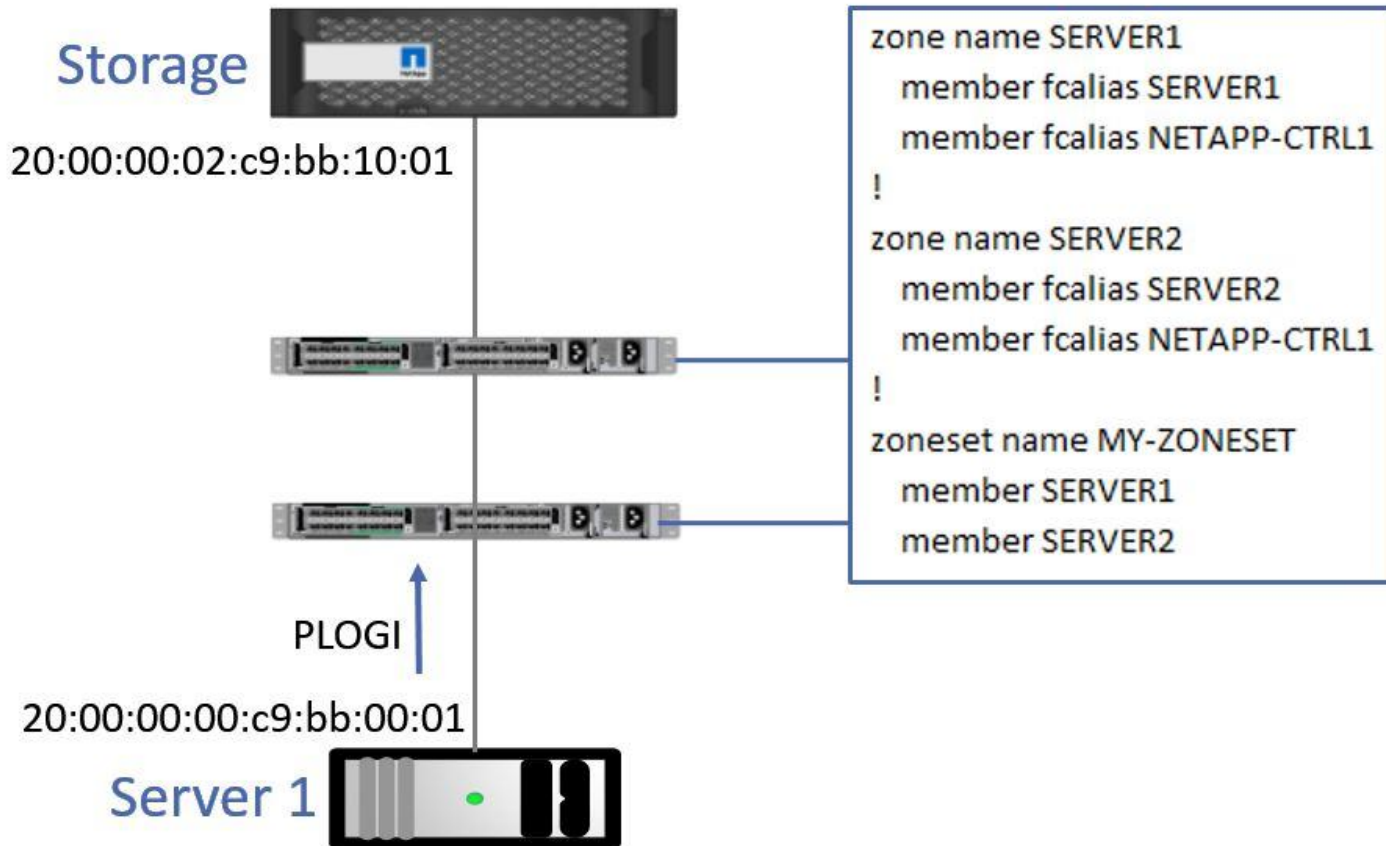 Storage
NetApp
20:00:00:02:c9:bb:10:01
PLOGI
20:00:00:00:c9:bb:00:01
Server 1
zone name SERVER1
member fcalias SERVER1
member fcalias NETAPP-CTRL1
!
zone name SERVER2
member fcalias SERVER2
member fcalias NETAPP-CTRL1
!
zoneset name MY-ZONESET
member SERVER1
member SERVER2